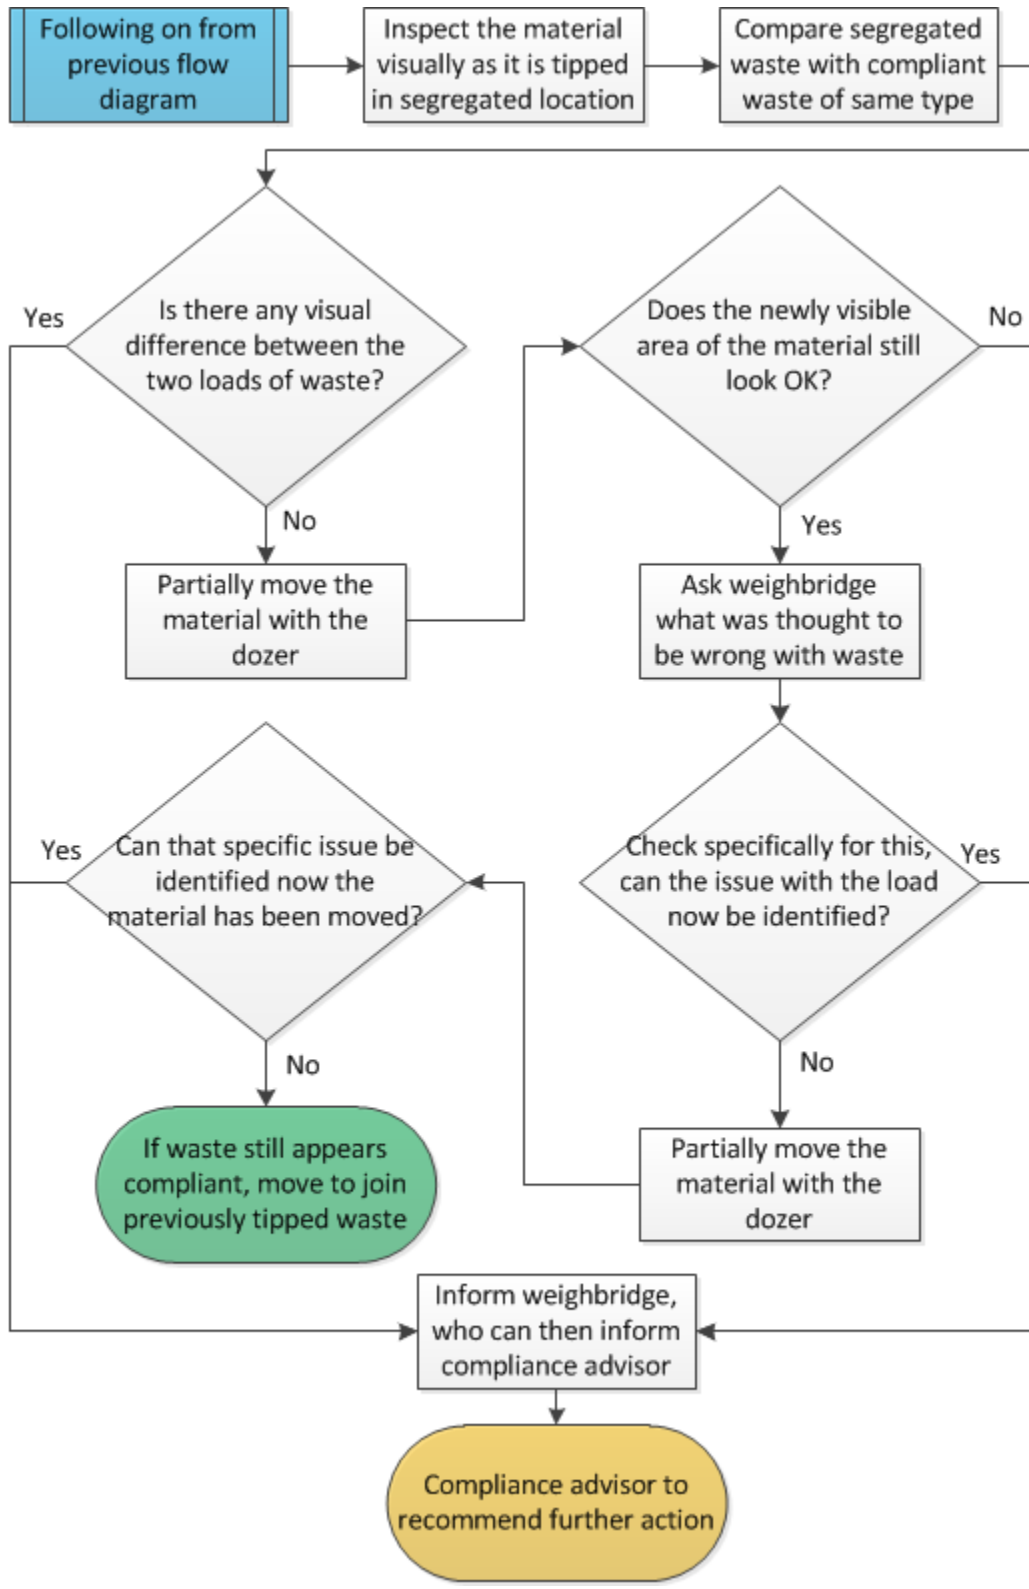 Following on from
previous flow
diagram
Inspect the material
visually as it is tipped
in segregated location
Compare segregated
waste with compliant
waste of same type
Yes
Is there any visual
difference between the
two loads of waste?
No
Does the newly visible
area of the material still
look OK?
No
Yes
Partially move the
material with the
dozer
Ask weighbridge
what was thought to
be wrong with waste
Yes
Can that specific issue be
identified now the
material has been moved?
No
Check specifically for this,
can the issue with the load
now be identified?
Yes
No
If waste still appears
compliant, move to join
previously tipped waste
Partially move the
material with the
dozer
Inform weighbridge,
who can then inform
compliance advisor
Compliance advisor to
recommend further action